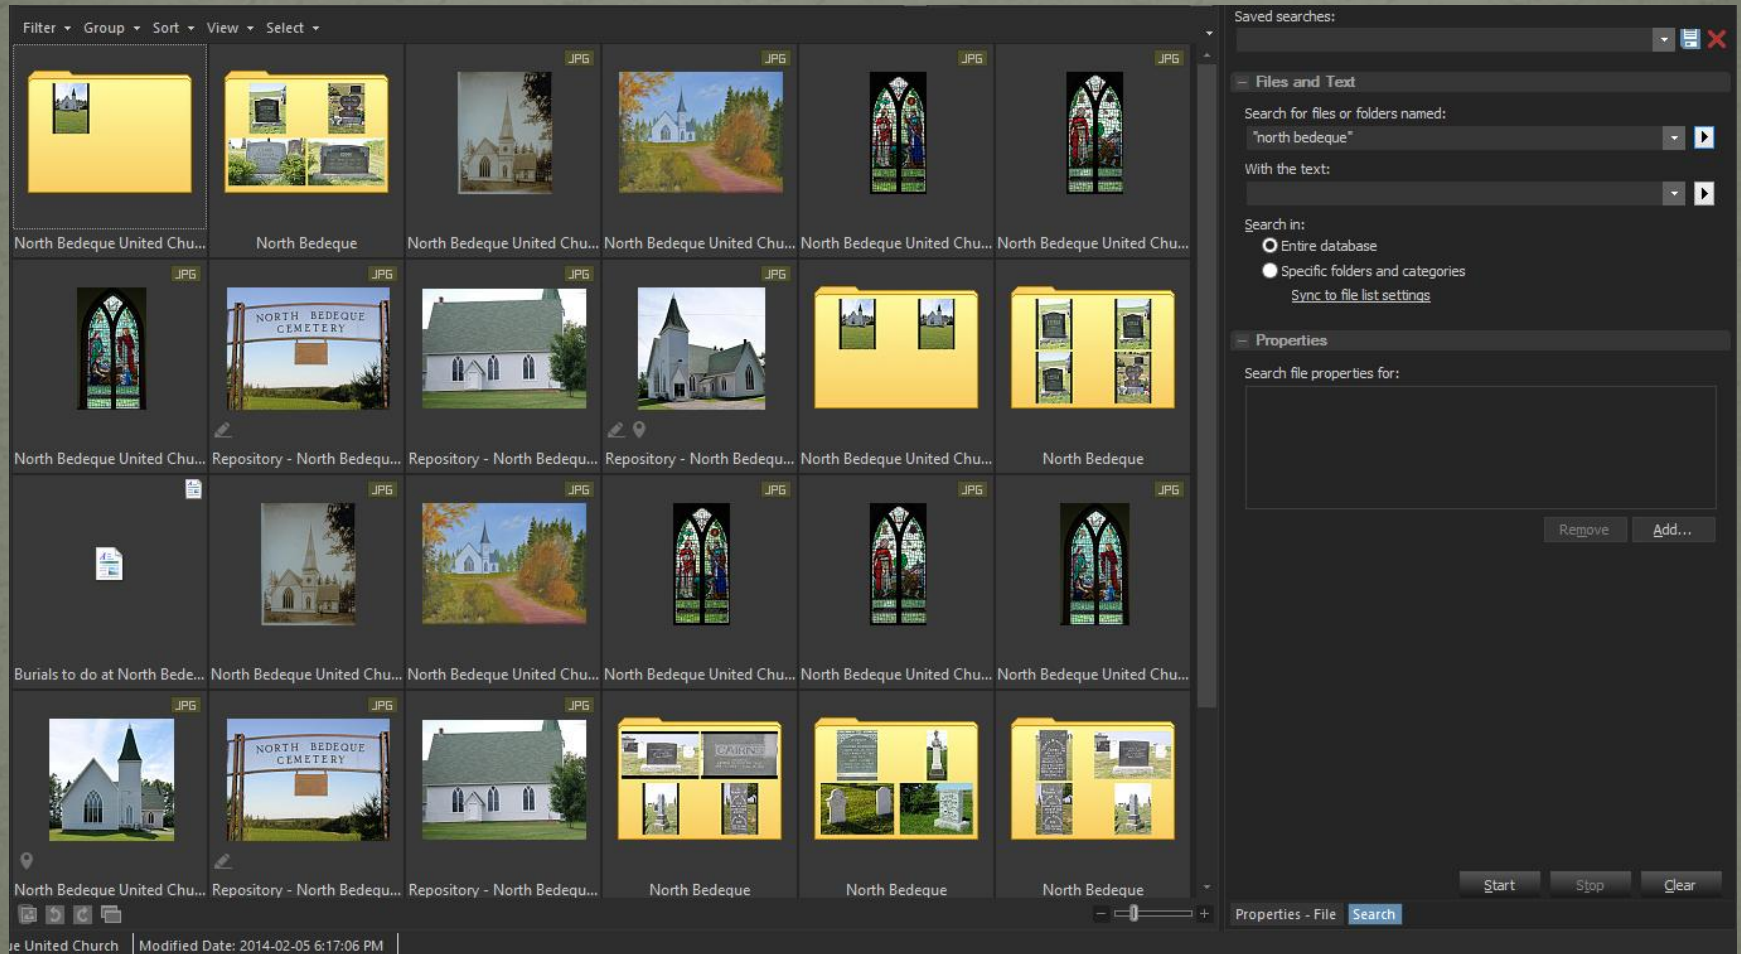 Filter Group Sort View Select
Saved searches:
JPG JPG JPG JPG
North Bedeque United Chu... North Bedeque North Bedeque United Chu... North Bedeque United Chu... North Bedeque United Chu... North Bedeque United Chu...
JPG JPG JPG JPG
NORTH BEDEQUE
CEMETERY
North Bedeque United Chu... Repository - North Bedequ... Repository - North Bedequ... Repository - North Bedequ... North Bedeque United Chu... North Bedeque
JPG JPG JPG JPG JPG
Burials to do at North Bede... North Bedeque United Chu... North Bedeque United Chu... North Bedeque United Chu... North Bedeque United Chu... North Bedeque United Chu...
JPG JPG JPG
NORTH BEDEQUE
CEMETERY
CAIRNS
North Bedeque United Chu... Repository - North Bedequ... Repository - North Bedequ... North Bedeque North Bedeque North Bedeque
ue United Church Modified Date: 2014-02-05 6:17:06 PM
Files and Text
Search for files or folders named:
"north bedeque"
With the text:
Search in:
Entire database
Specific folders and categories
Sync to file list settings
Properties
Search file properties for:
Remove Add...
Start Stop Clear
Properties - File Search